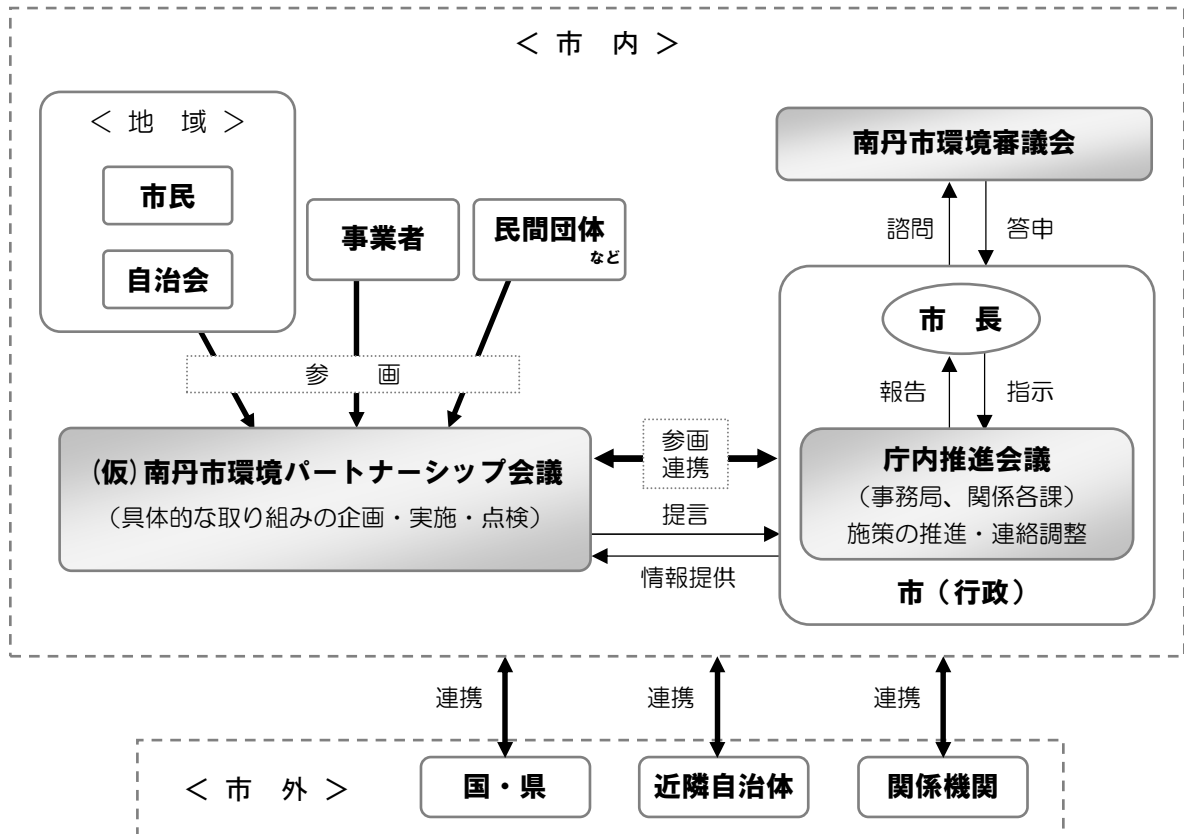 ＜ 市　内 ＞
＜ 地　域 ＞
市民
自治会
事業者
民間団体
など
参　　画
(仮)南丹市環境パートナーシップ会議
（具体的な取り組みの企画・実施・点検）
参画
連携
提言
情報提供
南丹市環境審議会
諮問
答申
市　長
報告
指示
庁内推進会議
（事務局、関係各課）
施策の推進・連絡調整
市（行政）
連携
連携
連携
＜ 市　外 ＞
国・県
近隣自治体
関係機関